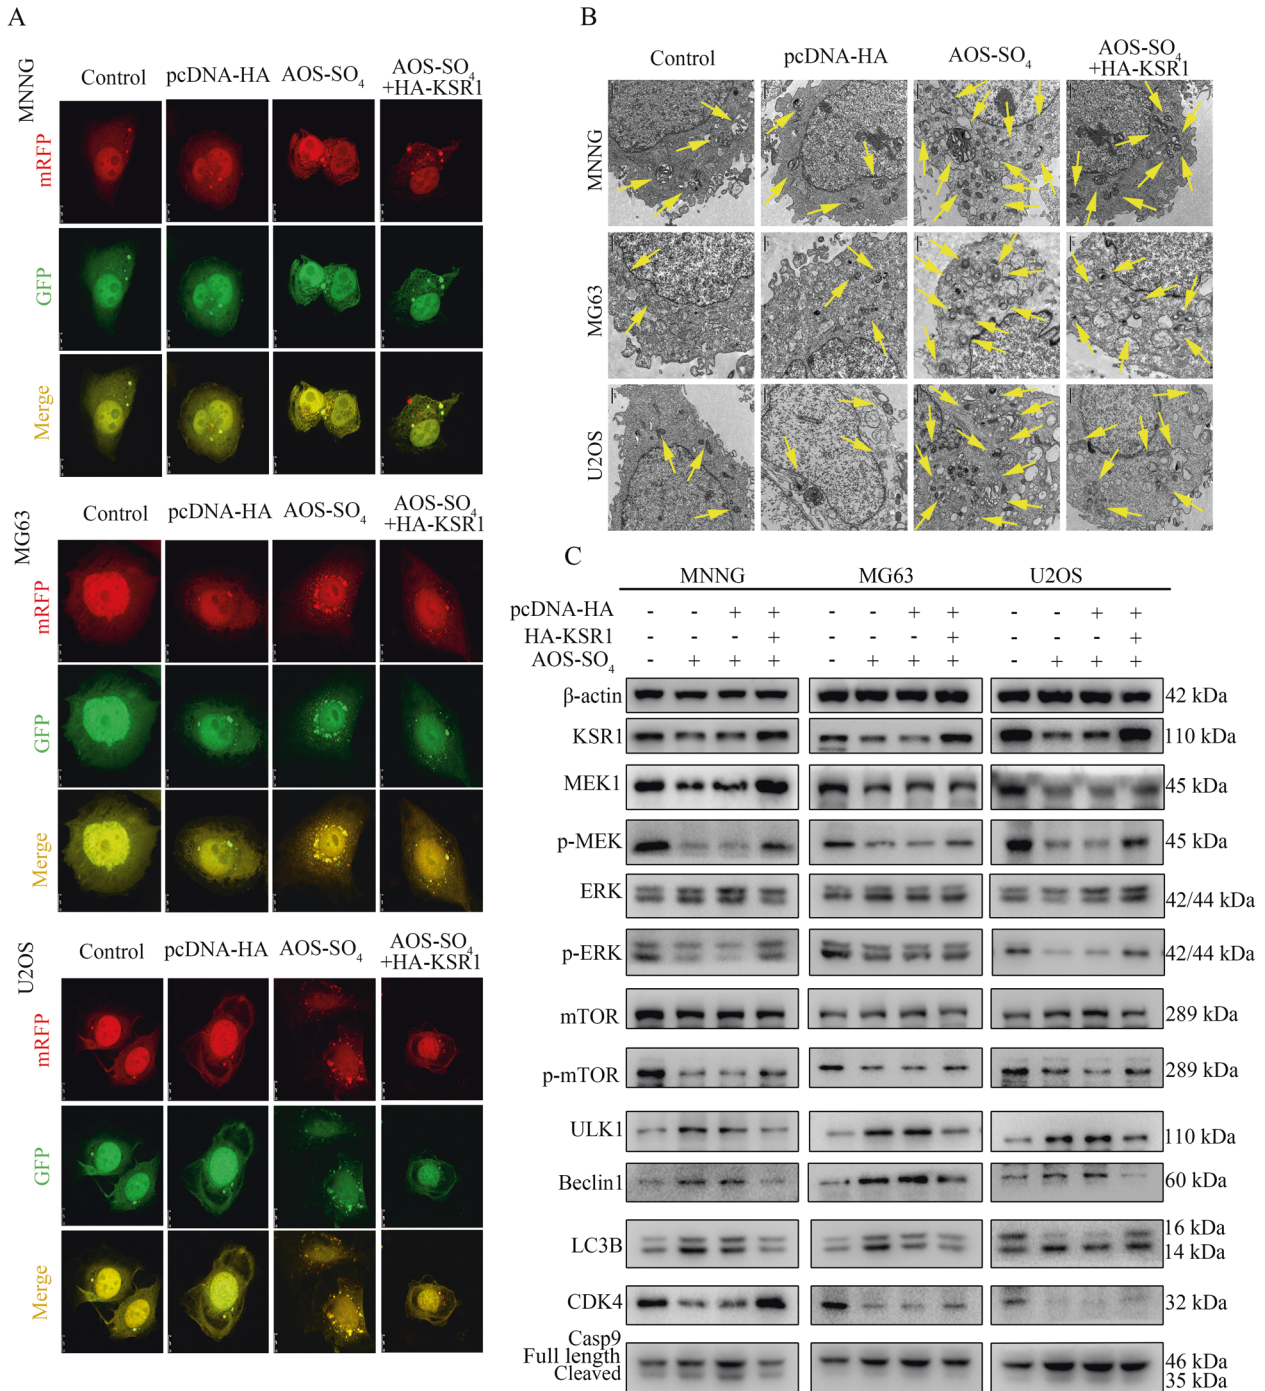 A
MNNG
Control pcDNA-HA AOS-SO4 AOS-SO4
+HA-KSR1
mRFP
GFP
Merge
MG63
Control pcDNA-HA AOS-SO4 AOS-SO4
+HA-KSR1
mRFP
GFP
Merge
U2OS
Control pcDNA-HA AOS-SO4 AOS-SO4
+HA-KSR1
mRFP
GFP
Merge
B
Control pcDNA-HA AOS-SO4 AOS-SO4
+HA-KSR1
MNNG
MG63
U2OS
C
MNNG MG63 U2OS
pcDNA-HA - - + + - - + + - - + +
HA-KSR1 - - - + - - - + - - - +
AOS-SO4 - + + + - + + + - + + +
β-actin 42 kDa
KSR1 110 kDa
MEK1 45 kDa
p-MEK 45 kDa
ERK 42/44 kDa
p-ERK 42/44 kDa
mTOR 289 kDa
p-mTOR 289 kDa
ULK1 110 kDa
Beclin1 60 kDa
LC3B 16 kDa
14 kDa
CDK4 32 kDa
Casp9
Full length 46 kDa
Cleaved 35 kDa